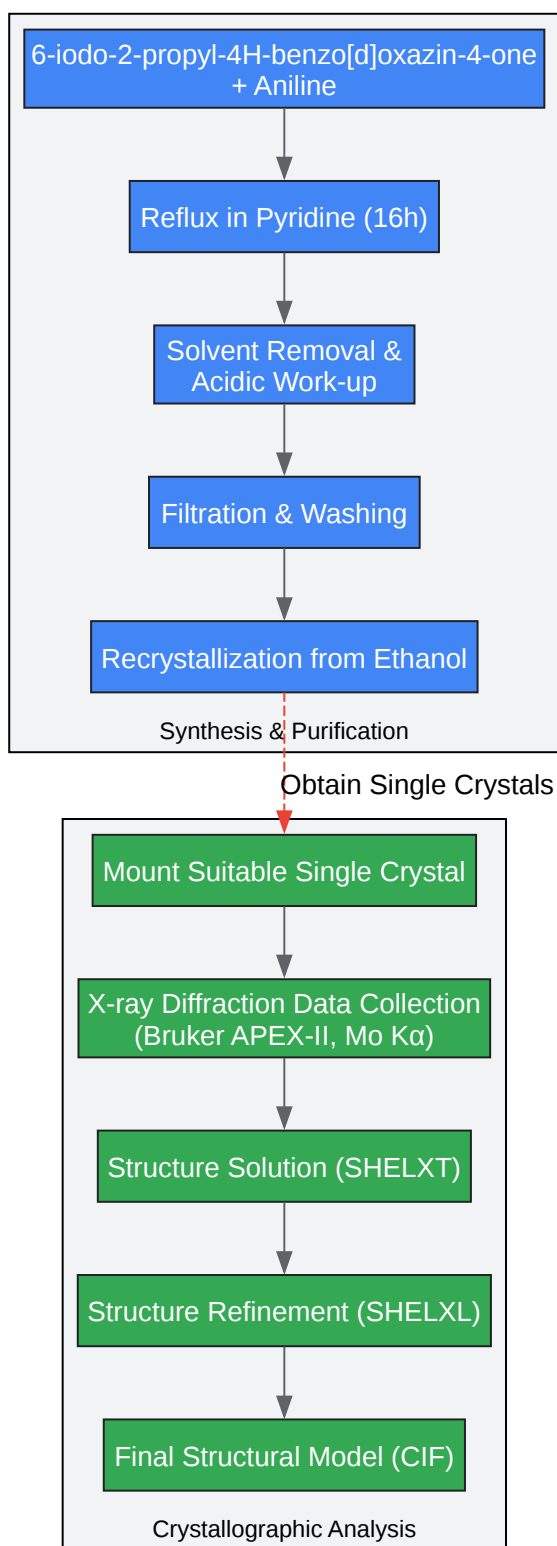 6-iodo-2-propyl-4H-benzo[d]oxazin-4-one
+ Aniline
Reflux in Pyridine (16h)
Solvent Removal &
Acidic Work-up
Filtration & Washing
Recrystallization from Ethanol
Synthesis & Purification
Obtain Single Crystals
Mount Suitable Single Crystal
X-ray Diffraction Data Collection
(Bruker APEX-II, Mo Kα)
Structure Solution (SHELXT)
Structure Refinement (SHELXL)
Final Structural Model (CIF)
Crystallographic Analysis